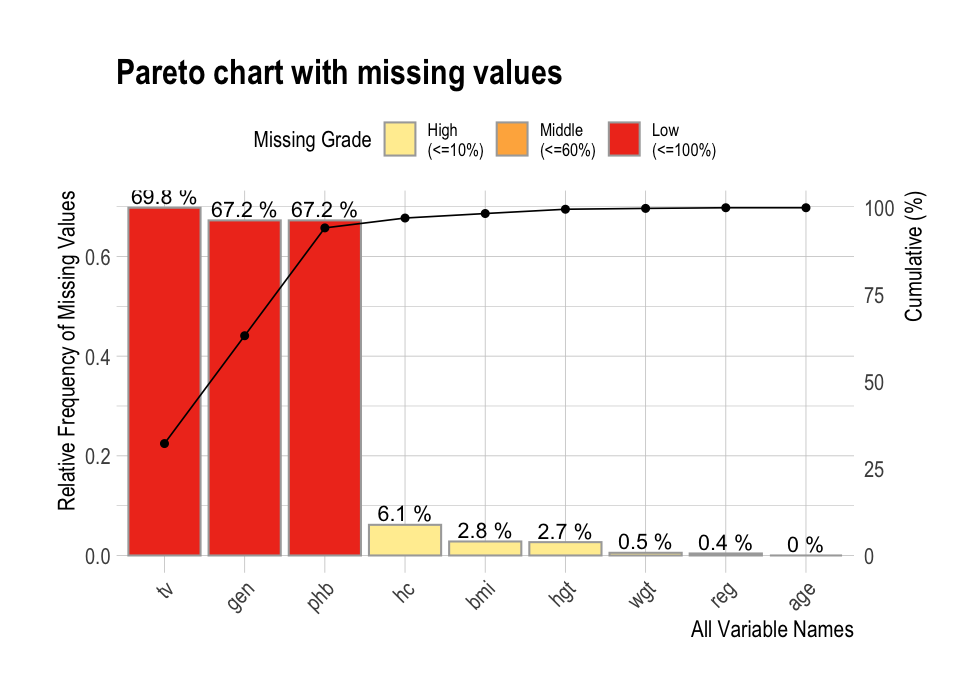 Pareto chart with missing values
Missing Grade
High
(<=10%)
Middle
(<=60%)
Low
(<=100%)
Relative Frequency of Missing Values
0.6
0.4
0.2
0.0
69.8 %
67.2 %
67.2 %
6.1 %
2.8 %
2.7 %
0.5 %
0.4 %
0 %
100
75
50
25
0
Cumulative (%)
tv
gen
phb
hc
bmi
hgt
wgt
reg
age
All Variable Names